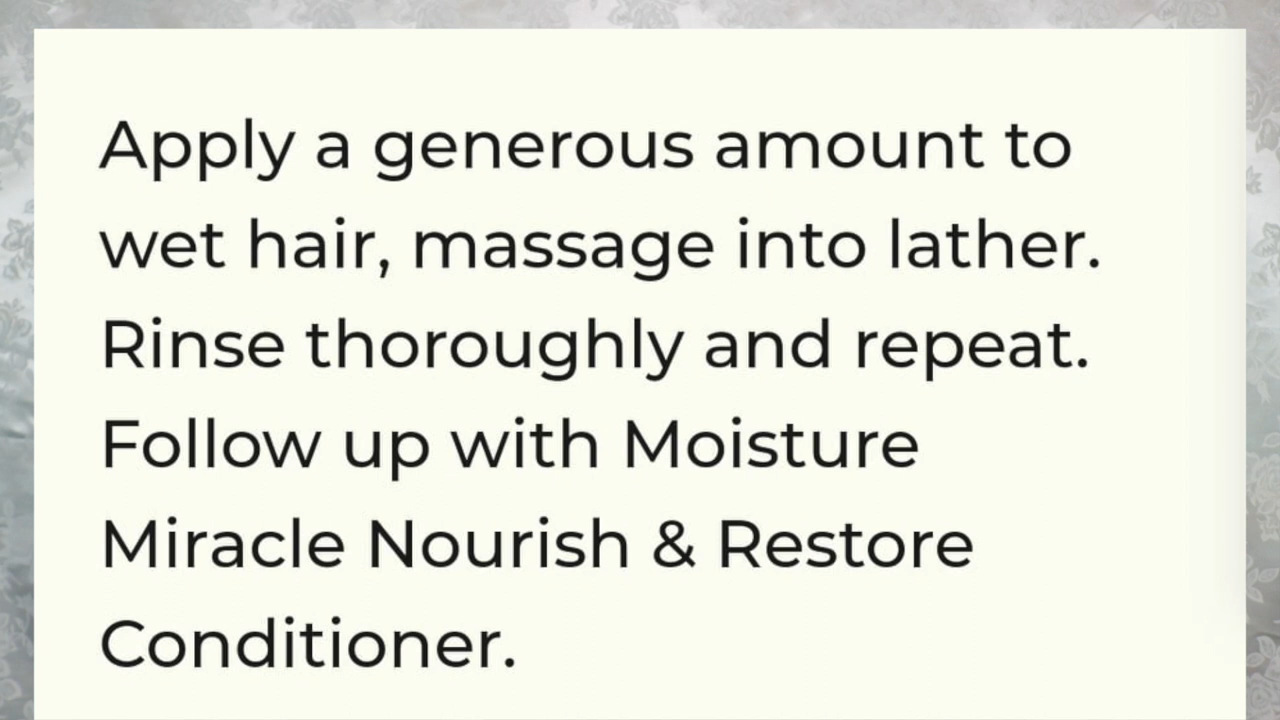 Apply a generous amount to
wet hair, massage into lather.
Rinse thoroughly and repeat.
Follow up with Moisture
Miracle Nourish & Restore
Conditioner.